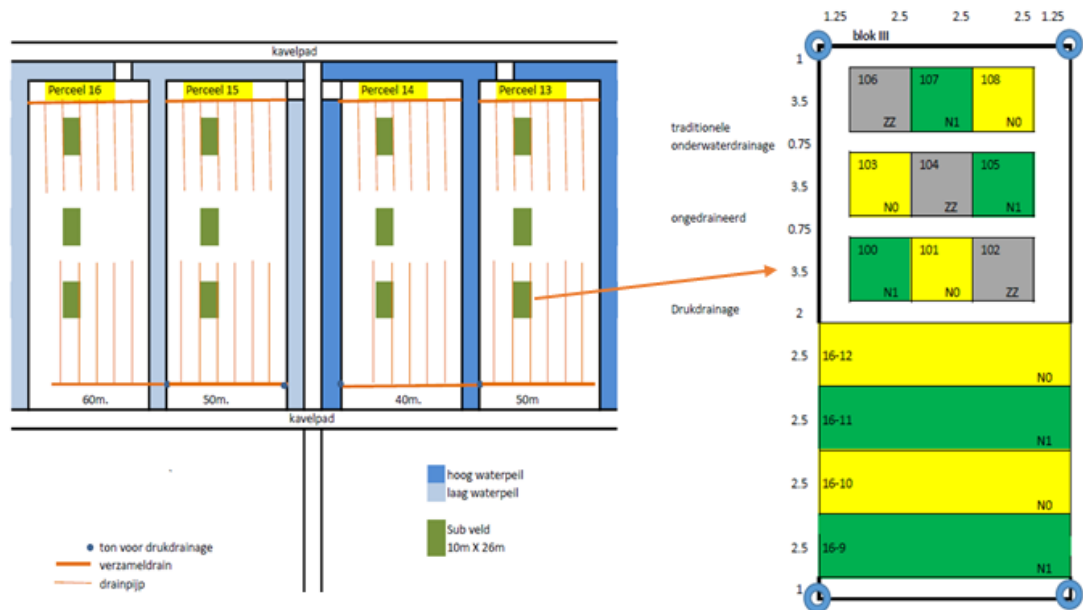 kavelpad
Perceel 16
Perceel 15
Perceel 14
Perceel 13
60m.
50m.
40m.
50m
kavelpad
hoog waterpeil
laag waterpeil
Sub veld
10m X 26m
ton voor drukdrainage
verzameldrain
drainpijp
traditionele
onderwaterdrainage
ongedraineerd
Drukdrainage
1.25 2.5 2.5 2.5 1.25
blok III
1
3.5
0.75
3.5
0.75
3.5
2
2.5
2.5
2.5
2.5
1
106 107 108
ZZ N1 N0
103 104 105
N0 ZZ N1
100 101 102
N1 N0 ZZ
16-12
N0
16-11
N1
16-10
N0
16-9
N1